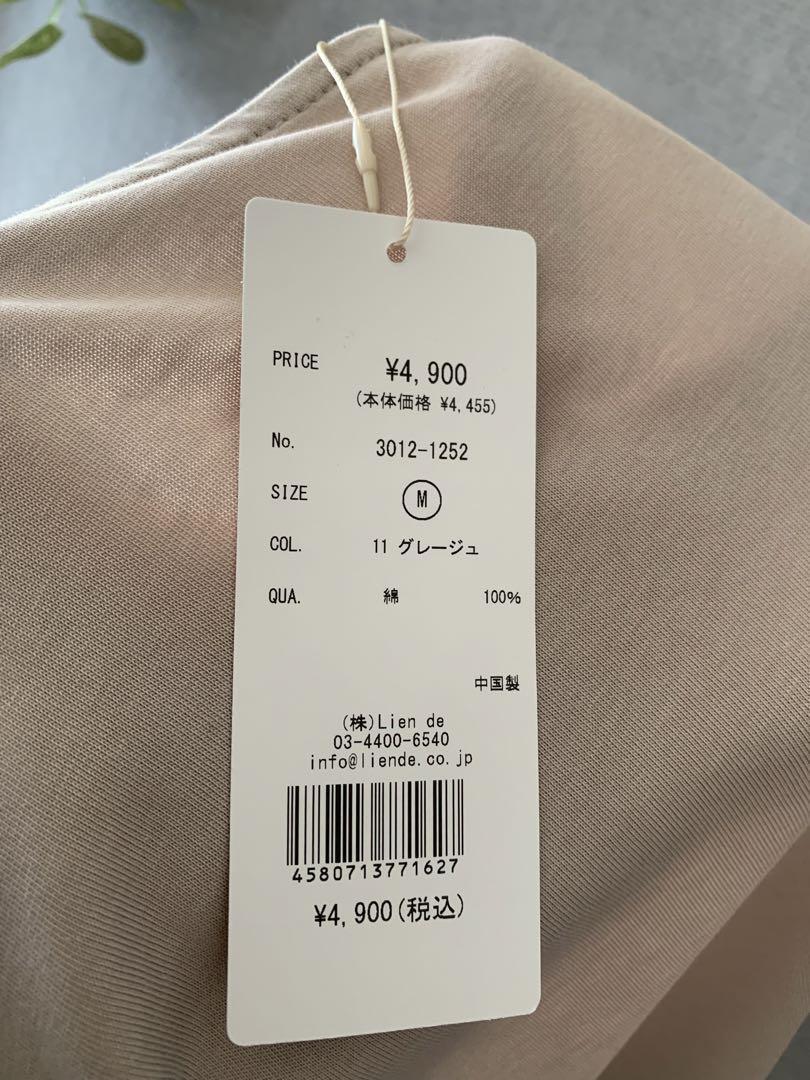 PRICE ¥4,900
(本体価格 ¥4,455)
No. 3012-1252
SIZE M
COL. 11 グレージュ
QUA. 綿 100%
中国製
(株)Lien de
03-4400-6540
info@liende.co.jp
4580713771627
¥4,900(税込)